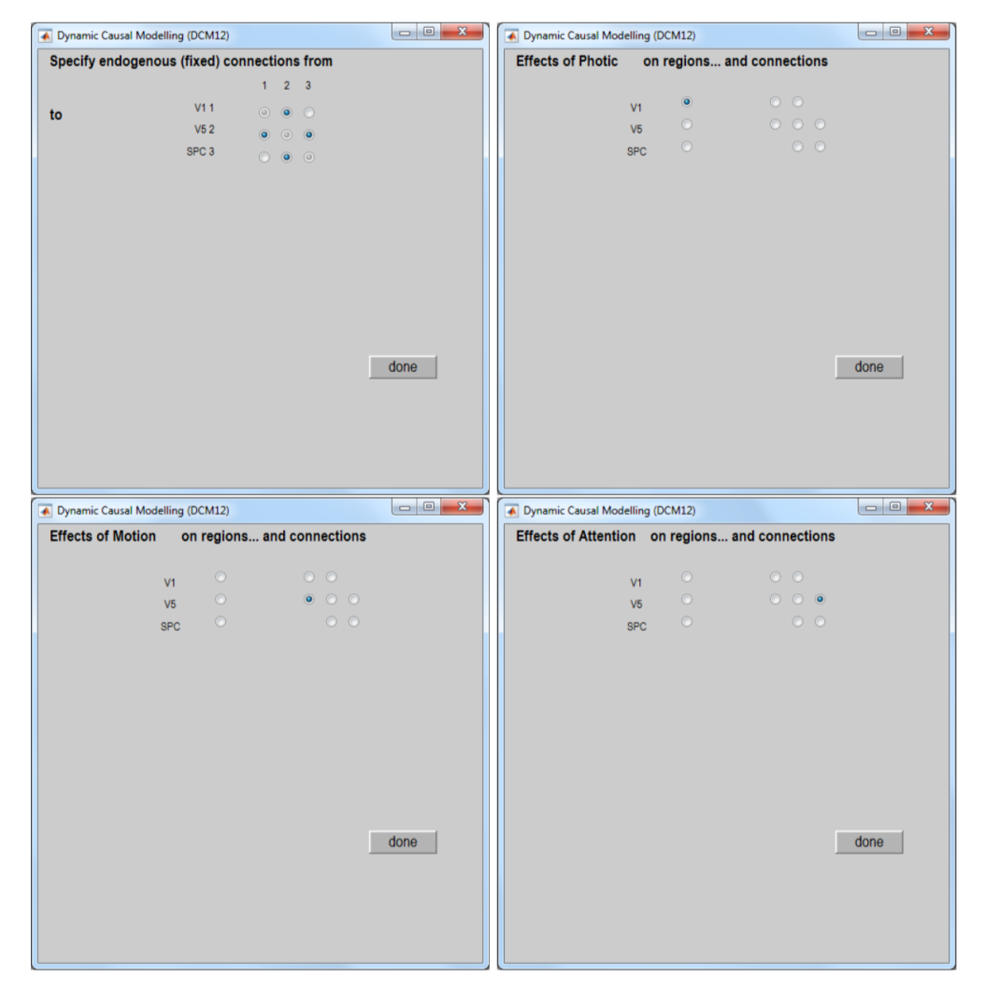 Dynamic Causal Modelling (DCM12)
Specify endogenous (fixed) connections from
1 2 3
to
V1 1
V5 2
SPC 3
done
Dynamic Causal Modelling (DCM12)
Effects of Photic on regions... and connections
V1
V5
SPC
done
Dynamic Causal Modelling (DCM12)
Effects of Motion on regions... and connections
V1
V5
SPC
done
Dynamic Causal Modelling (DCM12)
Effects of Attention on regions... and connections
V1
V5
SPC
done